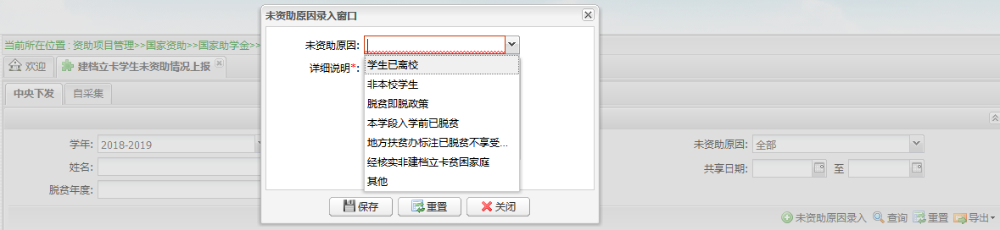 未资助原因录入窗口
未资助原因:
详细说明*:
学生已离校
非本校学生
脱贫即脱政策
本学段入学前已脱贫
地方扶贫办标注已脱贫不享受...
经核实非建档立卡贫困家庭
其他
保存 重置 关闭
当前所在位置 : 资助项目管理>>国家资助>>国家助学金>>
欢迎 建档立卡学生未资助情况上报
中央下发 自采集
学年: 2018-2019 未资助原因: 全部
姓名: 共享日期: 至
脱贫年度:
未资助原因录入 查询 重置 导出